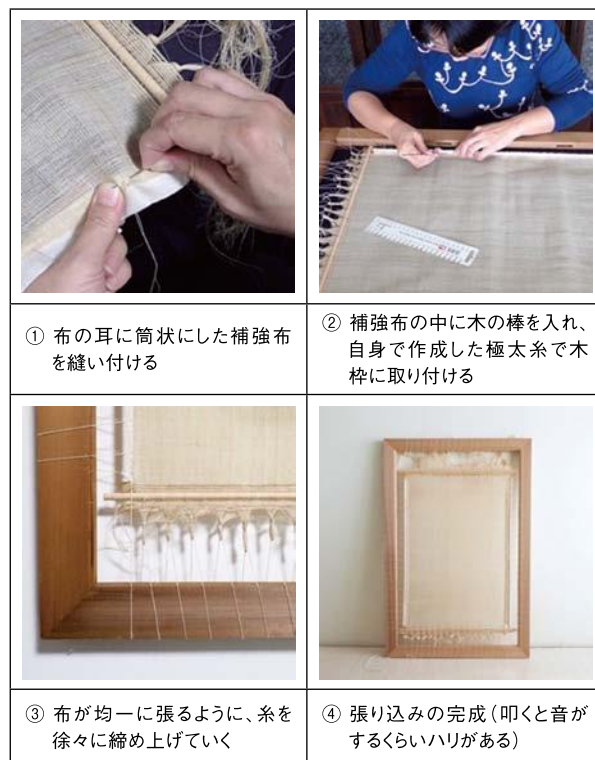 ① 布の耳に筒状にした補強布
を縫い付ける
② 補強布の中に木の棒を入れ、
自身で作成した極太糸で木
枠に取り付ける
③ 布が均一に張るように、糸を
徐々に締め上げていく
④ 張り込みの完成（叩くと音が
するくらいハリがある）